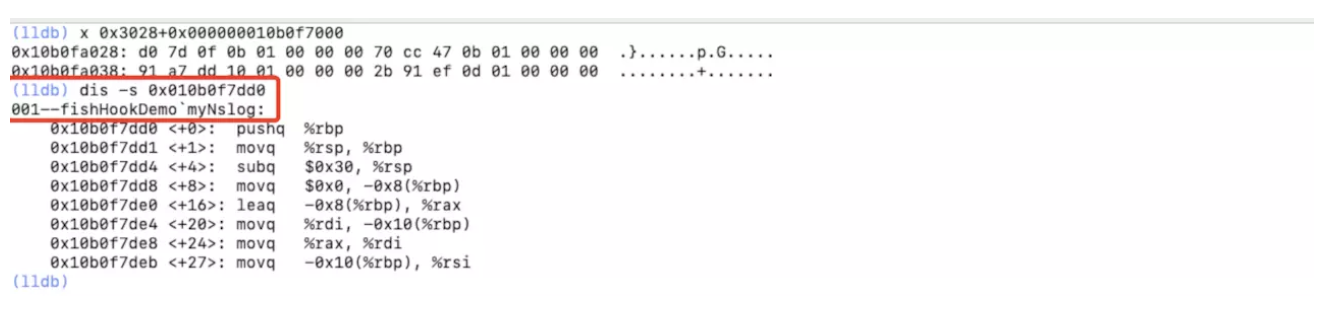 (lldb) x 0x3028+0x000000010b0f7000
0x10b0fa028: d0 7d 0f 0b 01 00 00 00 70 cc 47 0b 01 00 00 00  .}......p.G.....
0x10b0fa038: 91 a7 dd 10 01 00 00 00 2b 91 ef 0d 01 00 00 00  ........+.......
(lldb) dis -s 0x010b0f7dd0
001--fishHookDemo`myNslog:
    0x10b0f7dd0 <+0>:  pushq  %rbp
    0x10b0f7dd1 <+1>:  movq   %rsp, %rbp
    0x10b0f7dd4 <+4>:  subq   $0x30, %rsp
    0x10b0f7dd8 <+8>:  movq   $0x0, -0x8(%rbp)
    0x10b0f7de0 <+16>: leaq   -0x8(%rbp), %rax
    0x10b0f7de4 <+20>: movq   %rdi, -0x10(%rbp)
    0x10b0f7de8 <+24>: movq   %rax, %rdi
    0x10b0f7deb <+27>: movq   -0x10(%rbp), %rsi
(lldb)